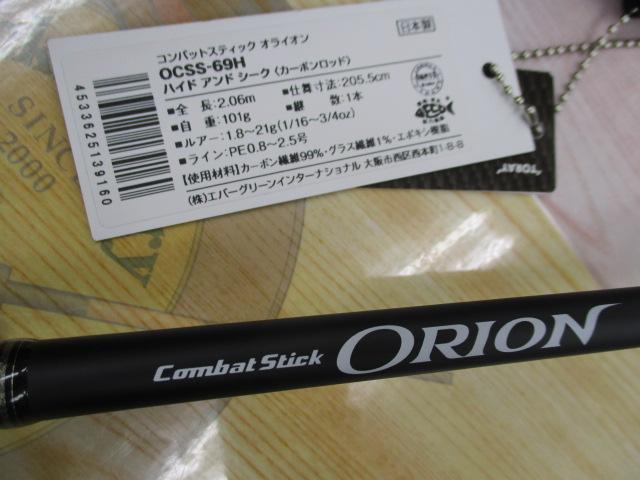 コンバットスティック オライオン
日本製
OCSS-69H
ハイド アンド シーク (カーボンロッド)
■全 長:2.06m ■仕舞寸法:205.5cm
■自 重:101g ■継 数:1本
■ルアー:1.8~21g(1/16~3/4oz)
■ライン:PE0.8~2.5号
【使用材料】カーボン繊維99%・グラス繊維1%・エポキシ樹脂
(株)エバーグリーンインターナショナル 大阪市西区西本町1-8-8
4533625139160
TORAY
SINCE
2000
Combat Stick ORION